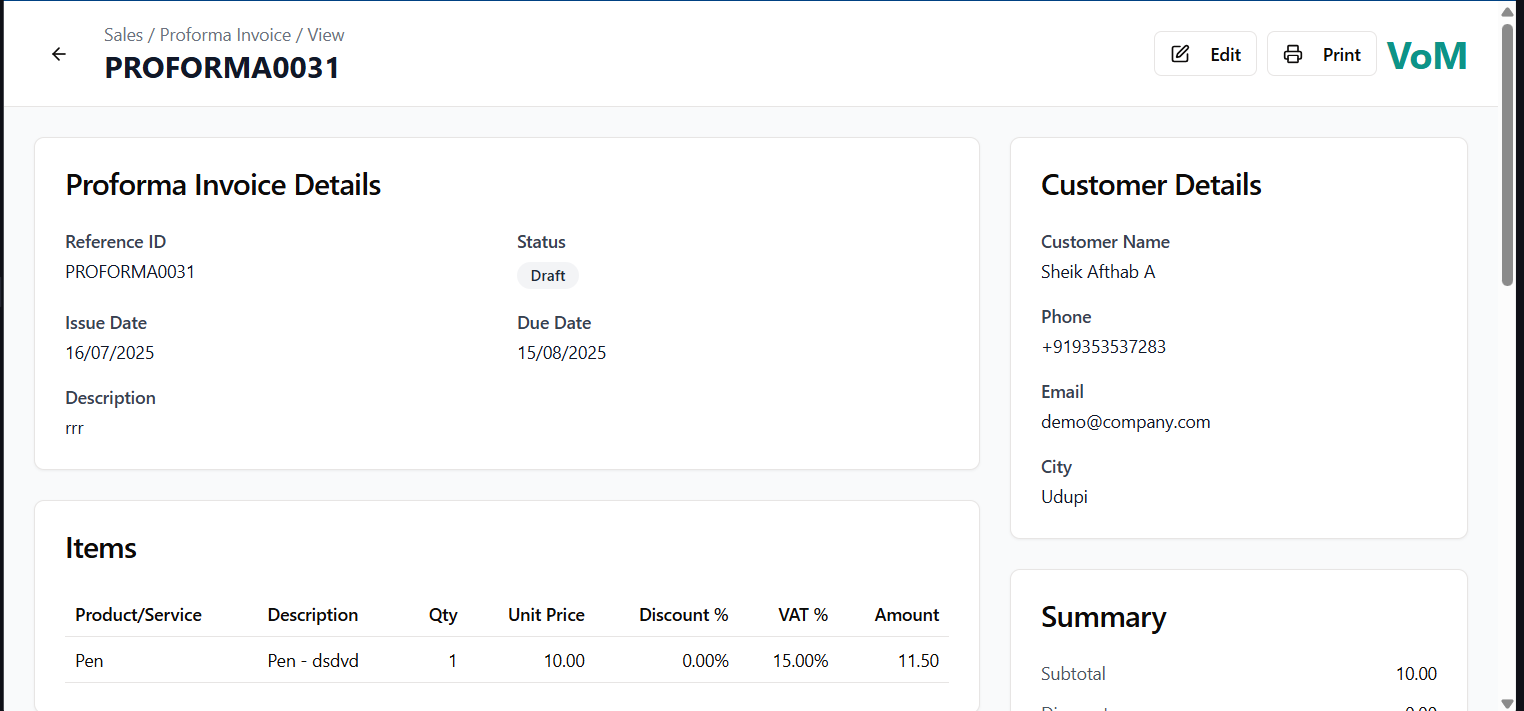 Sales / Proforma Invoice / View
PROFORMA0031
Edit
Print
VoM
Proforma Invoice Details
Reference ID
PROFORMA0031
Status
Draft
Issue Date
16/07/2025
Due Date
15/08/2025
Description
rrr
Customer Details
Customer Name
Sheik Afthab A
Phone
+919353537283
Email
demo@company.com
City
Udupi
Items
Product/Service Description Qty Unit Price Discount % VAT % Amount
Pen Pen - dsdvd 1 10.00 0.00% 15.00% 11.50
Summary
Subtotal 10.00